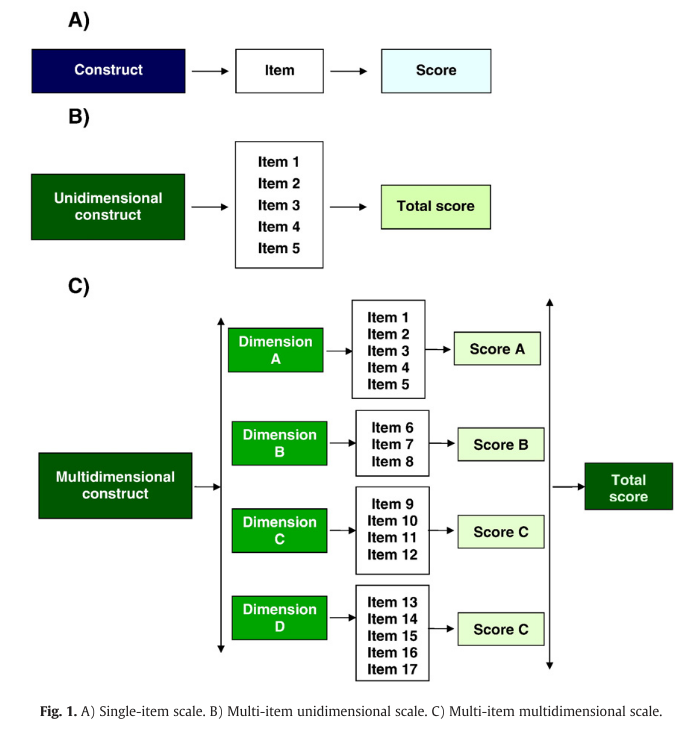 A)
Construct
Item
Score
B)
Unidimensional
construct
Item 1
Item 2
Item 3
Item 4
Item 5
Total score
C)
Multidimensional
construct
Dimension
A
Item 1
Item 2
Item 3
Item 4
Item 5
Score A
Dimension
B
Item 6
Item 7
Item 8
Score B
Dimension
C
Item 9
Item 10
Item 11
Item 12
Score C
Dimension
D
Item 13
Item 14
Item 15
Item 16
Item 17
Score C
Total
score
Fig. 1. A) Single-item scale. B) Multi-item unidimensional scale. C) Multi-item multidimensional scale.